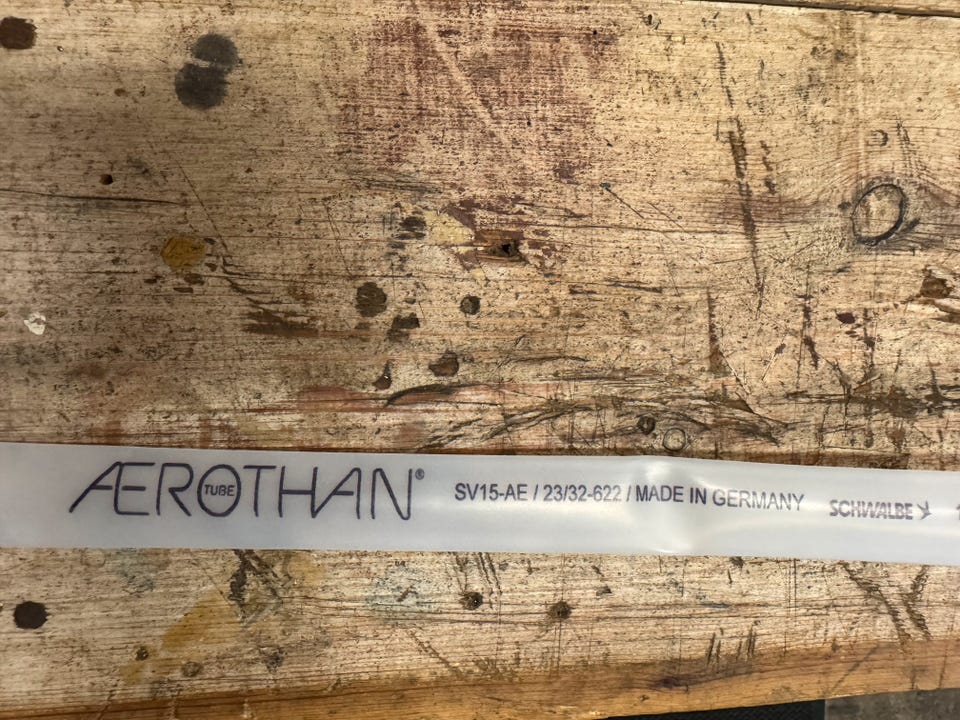 ÆROTHAN® TUBE SV15-AE / 23/32-622 / MADE IN GERMANY SCHWALBE